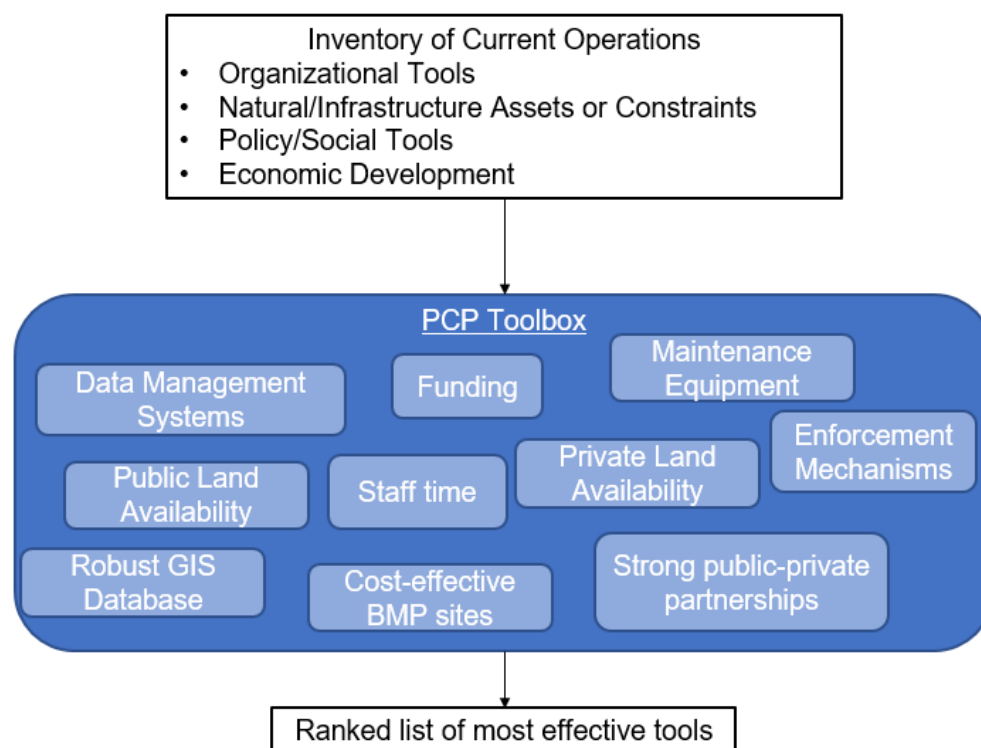 Inventory of Current Operations
• Organizational Tools
• Natural/Infrastructure Assets or Constraints
• Policy/Social Tools
• Economic Development
PCP Toolbox
Data Management
Systems
Funding
Maintenance
Equipment
Public Land
Availability
Staff time
Private Land
Availability
Enforcement
Mechanisms
Robust GIS
Database
Cost-effective
BMP sites
Strong public-private
partnerships
Ranked list of most effective tools